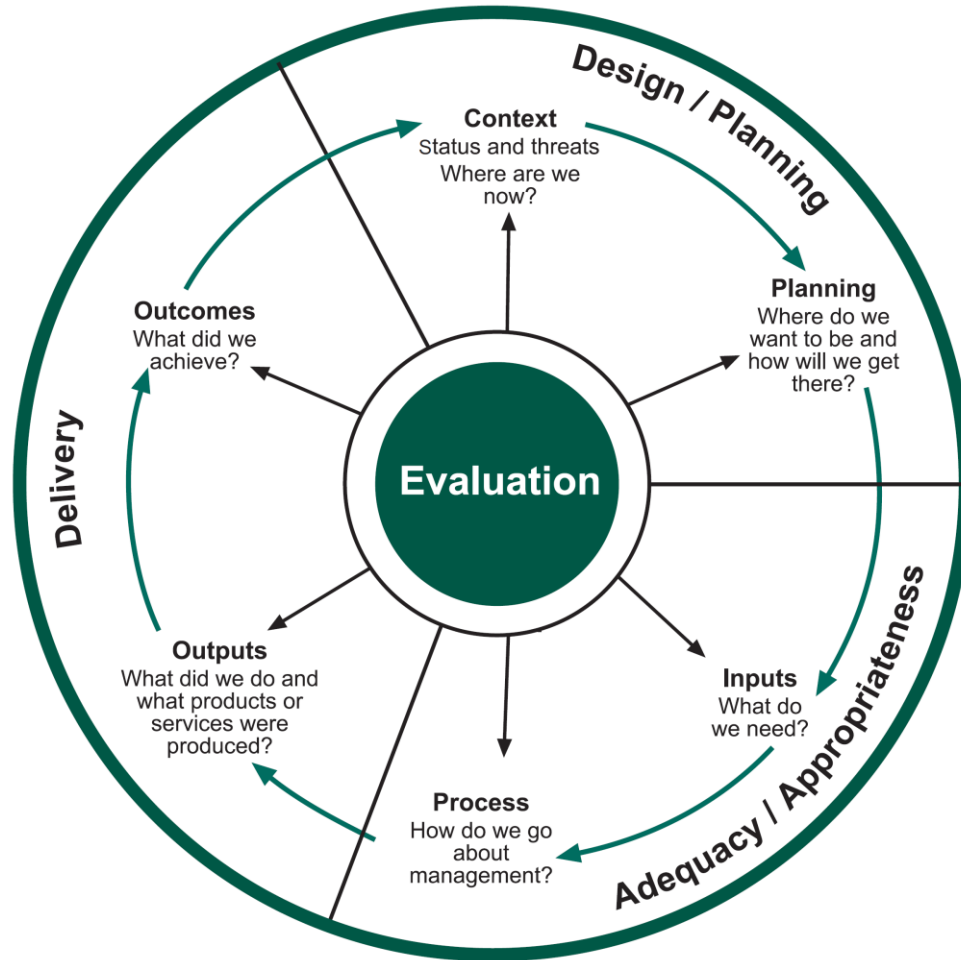 Design / Planning
Context
Status and threats
Where are we
now?
Planning
Where do we
want to be and
how will we get
there?
Outcomes
What did we
achieve?
Delivery
Evaluation
Outputs
What did we do and
what products or
services were
produced?
Inputs
What do
we need?
Process
How do we go
about
management?
Adequacy / Appropriateness